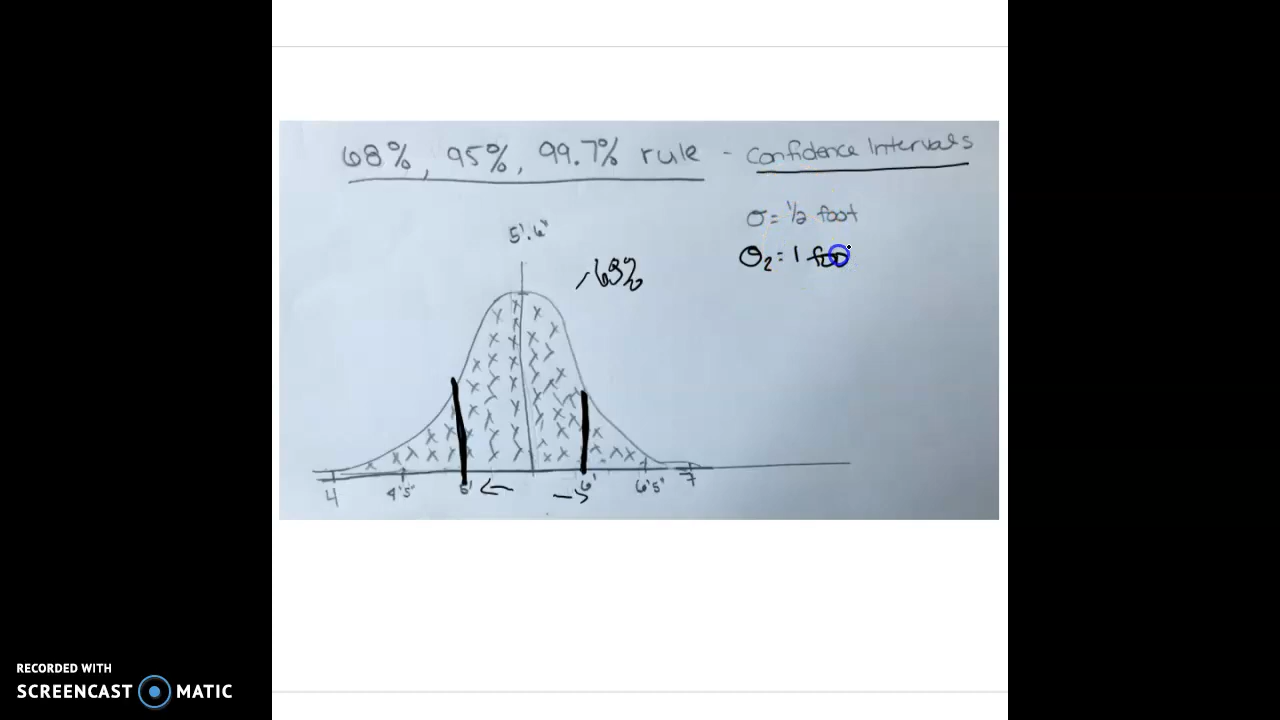 68%, 95%, 99.7% rule - Confidence Intervals
σ = 1/2 foot
σ2 = 1 foo
5'.6"
68%
4 4'5" 5' 6' 6'5" 7
RECORDED WITH
SCREENCAST MATIC